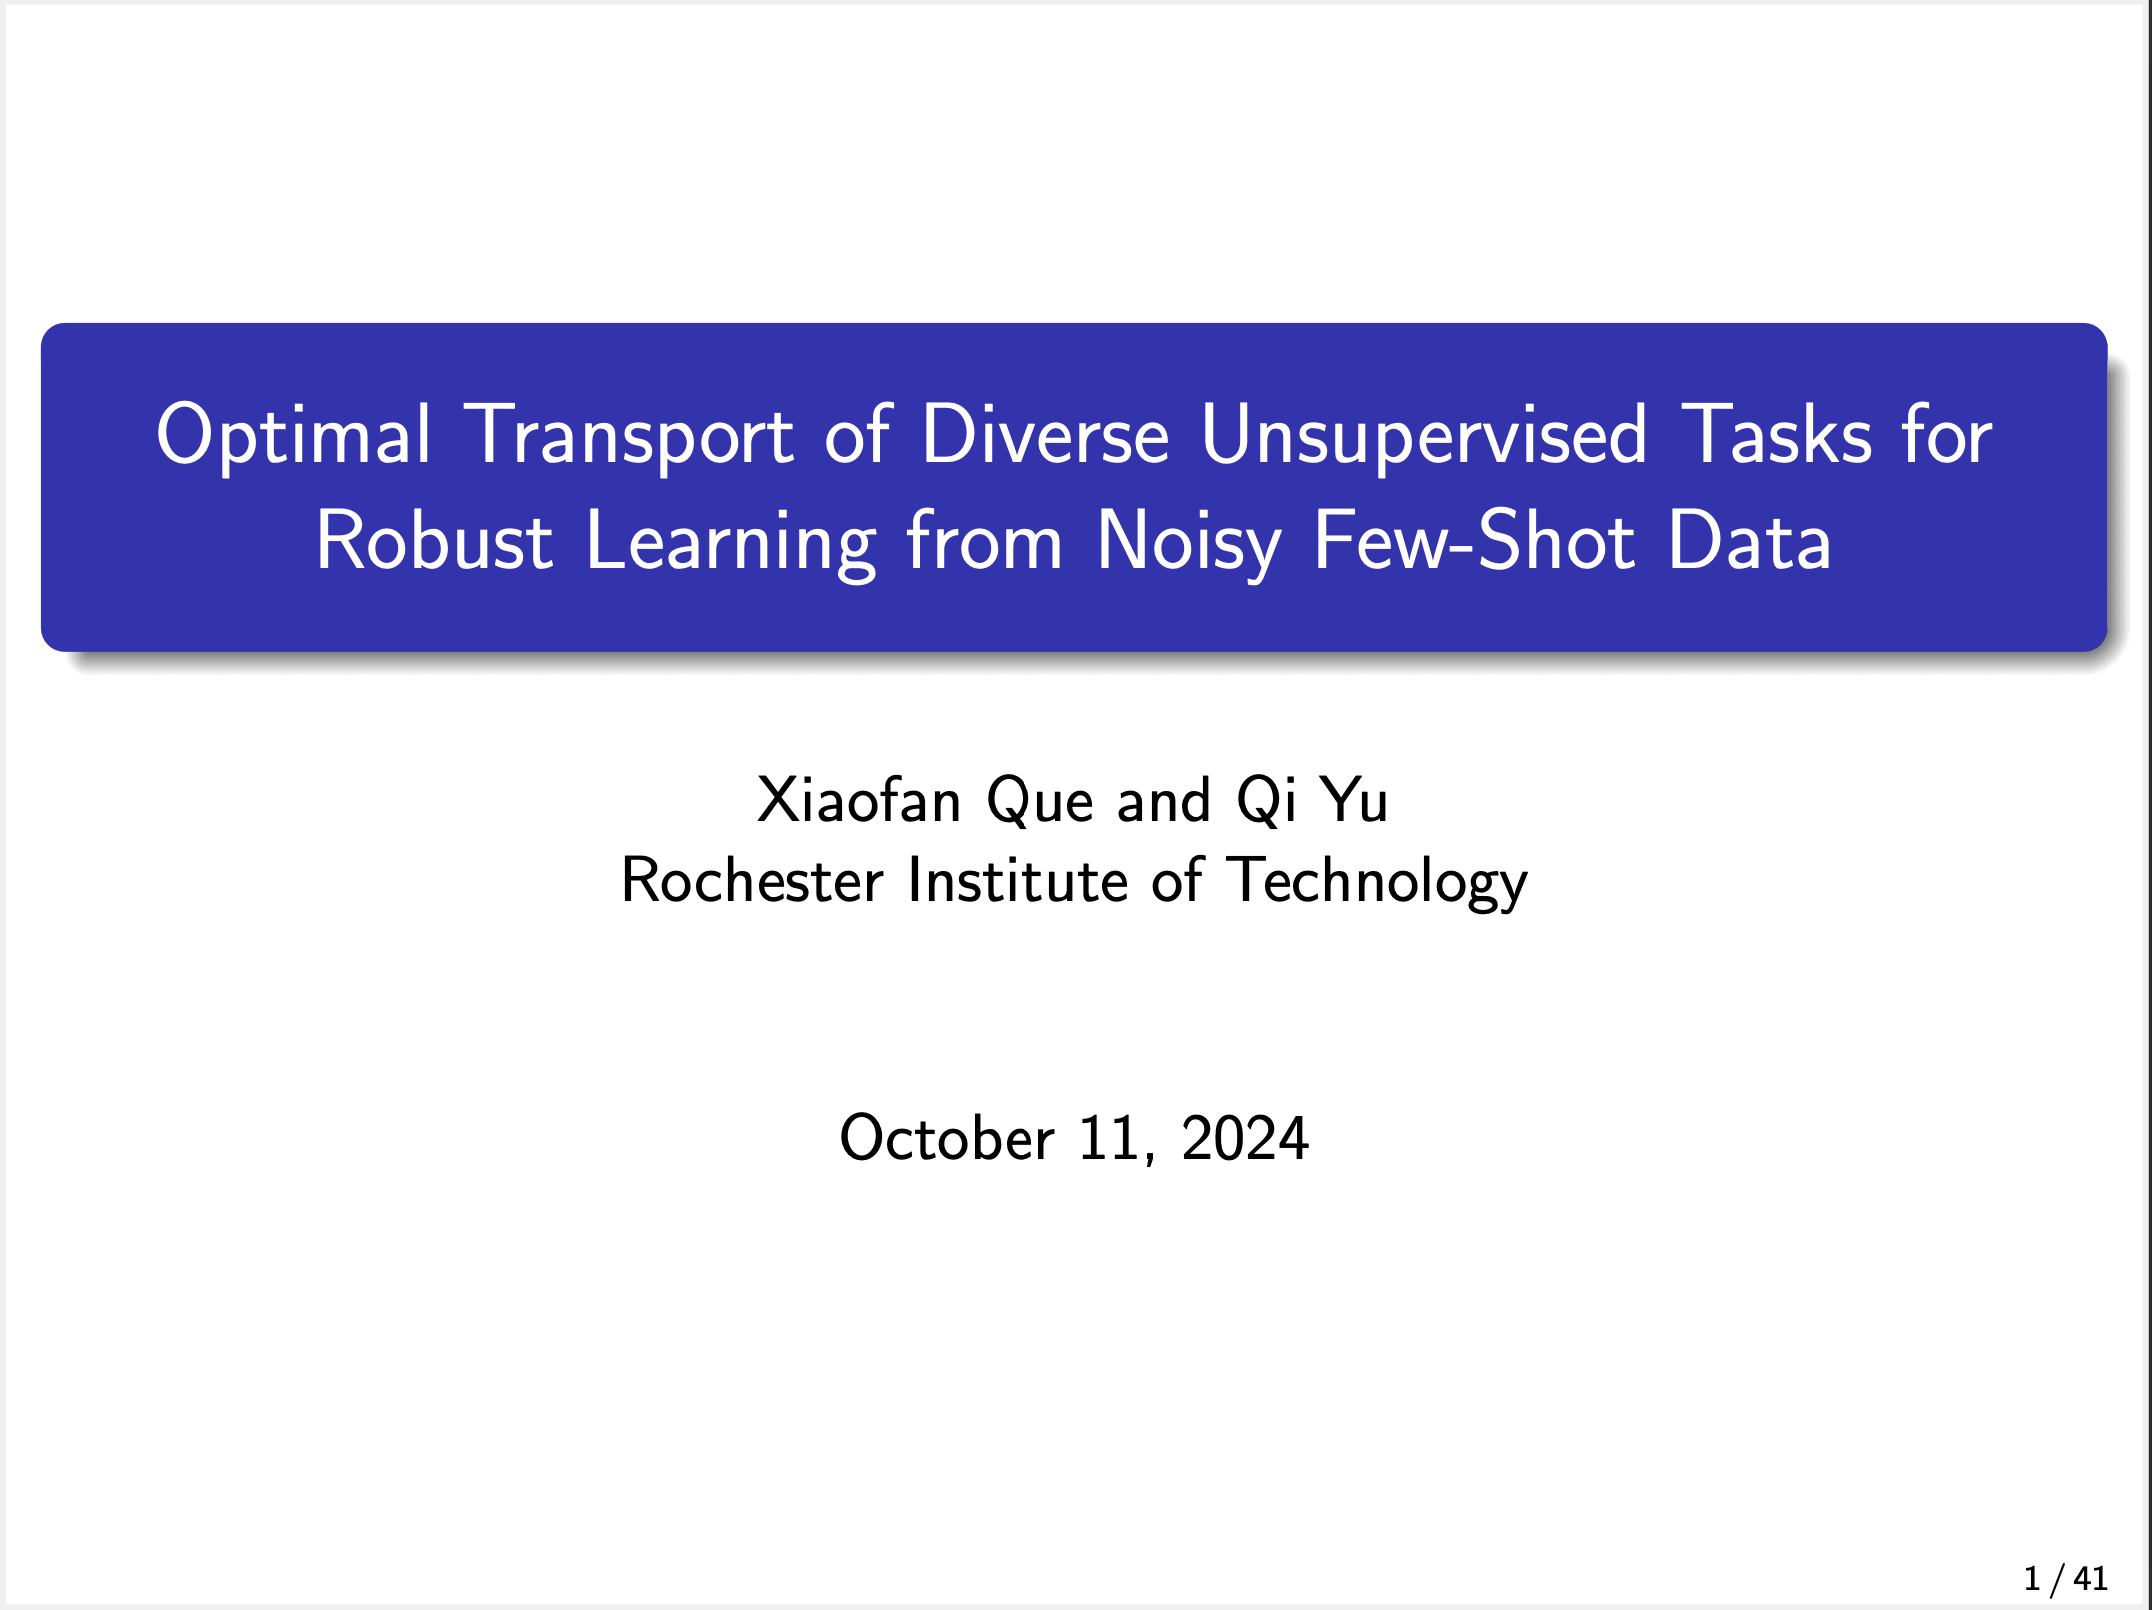 Optimal Transport of Diverse Unsupervised Tasks for
Robust Learning from Noisy Few-Shot Data
Xiaofan Que and Qi Yu
Rochester Institute of Technology
October 11, 2024
1 / 41